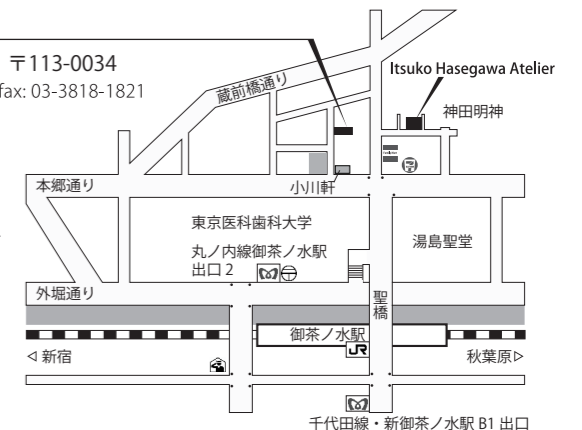 〒113-0034
fax: 03-3818-1821
蔵前橋通り
Itsuko Hasegawa Atelier
神田明神
本郷通り
小川軒
東京医科歯科大学
丸ノ内線御茶ノ水駅
出口 2
湯島聖堂
外堀通り
聖橋
御茶ノ水駅
JR
◁ 新宿
秋葉原▷
千代田線・新御茶ノ水駅 B1 出口